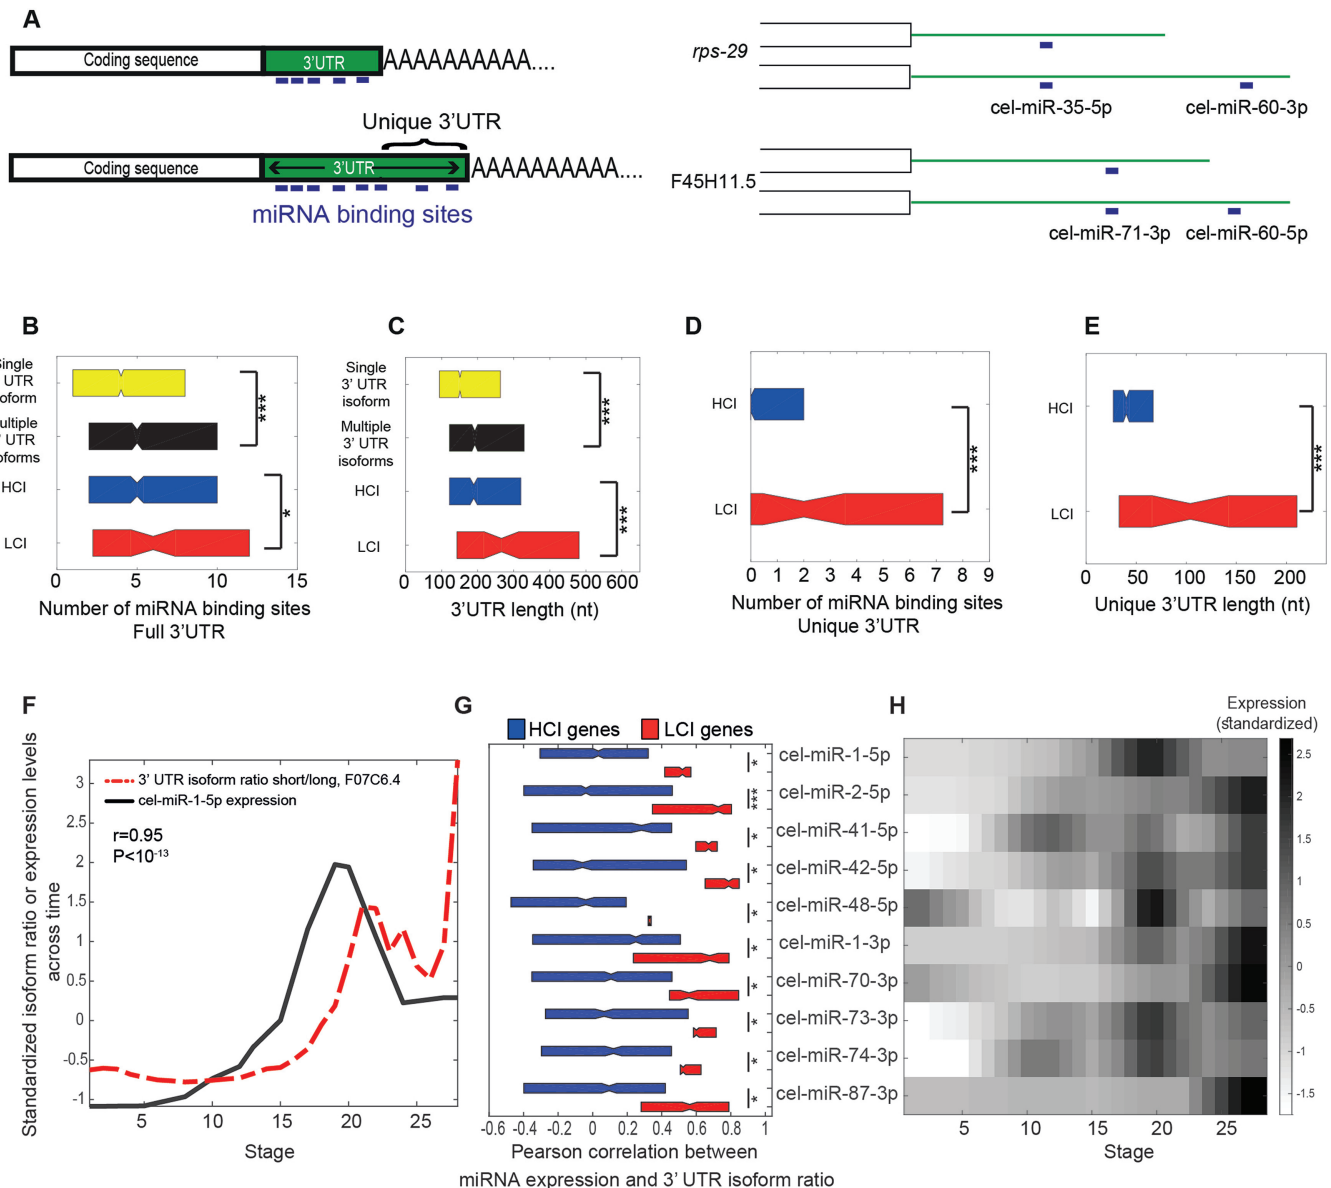 A
Coding sequence
3'UTR
AAAAAAAAAA....
Unique 3'UTR
Coding sequence
3'UTR
AAAAAAAAAA....
miRNA binding sites
rps-29
cel-miR-35-5p
cel-miR-60-3p
F45H11.5
cel-miR-71-3p
cel-miR-60-5p
B
ingle
UTR
oform
ultiple
' UTR
oforms
HCI
LCI
***
*
0 5 10 15
Number of miRNA binding sites
Full 3'UTR
C
Single
3' UTR
isoform
Multiple
3' UTR
isoforms
HCI
LCI
***
***
0 100 200 300 400 500 600
3'UTR length (nt)
D
HCI
LCI
***
0 1 2 3 4 5 6 7 8 9
Number of miRNA binding sites
Unique 3'UTR
E
HCI
LCI
***
0 50 100 150 200
Unique 3'UTR length (nt)
F
Standardized isoform ratio or expression levels
across time
3' UTR isoform ratio short/long, F07C6.4
cel-miR-1-5p expression
r=0.95
P<10-13
3
2.5
2
1.5
1
0.5
0
-0.5
-1
5 10 15 20 25
Stage
G
HCI genes LCI genes
cel-miR-1-5p
*
cel-miR-2-5p
***
cel-miR-41-5p
*
cel-miR-42-5p
*
cel-miR-48-5p
*
cel-miR-1-3p
*
cel-miR-70-3p
*
cel-miR-73-3p
*
cel-miR-74-3p
*
cel-miR-87-3p
*
-0.6 -0.4 -0.2 0 0.2 0.4 0.6 0.8 1
Pearson correlation between
miRNA expression and 3' UTR isoform ratio
H
Expression
(standardized)
2.5
2
1.5
1
0.5
0
-0.5
-1
-1.5
5 10 15 20 25
Stage